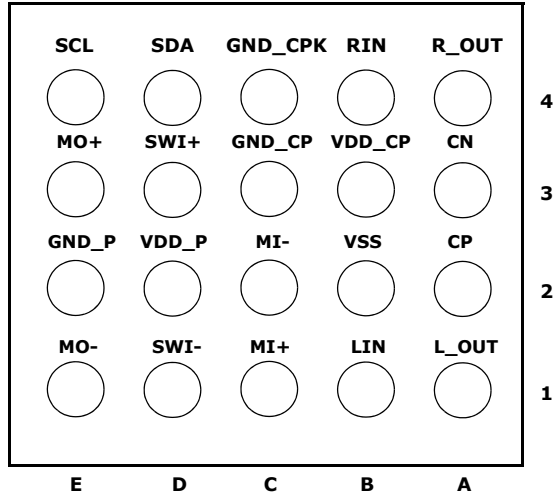 SCL SDA GND_CPK RIN R_OUT
4
MO+ SWI+ GND_CP VDD_CP CN
3
GND_P VDD_P MI- VSS CP
2
MO- SWI- MI+ LIN L_OUT
1
E D C B A